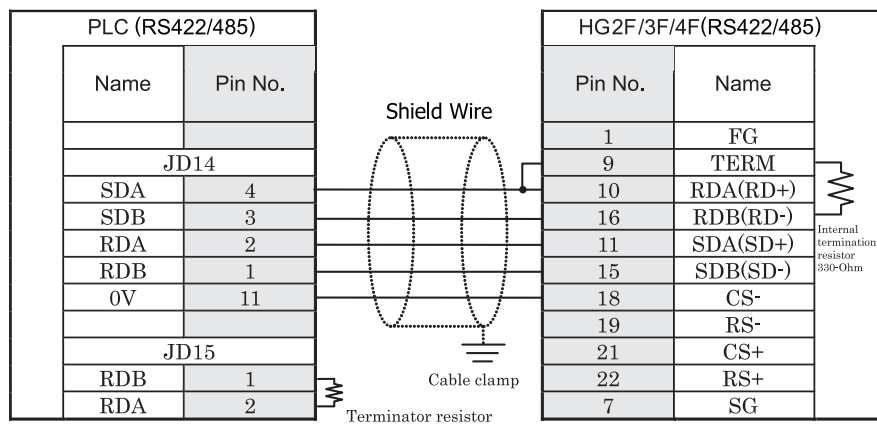 PLC (RS422/485)
HG2F/3F/4F(RS422/485)
Name Pin No.
Shield Wire
Pin No. Name
1 FG
JD14
9 TERM
SDA 4
10 RDA(RD+)
SDB 3
16 RDB(RD-)
RDA 2
11 SDA(SD+)
RDB 1
15 SDB(SD-)
0V 11
18 CS-
19 RS-
JD15
21 CS+
RDB 1
22 RS+
RDA 2
7 SG
Internal
termination
resistor
330-Ohm
Cable clamp
Terminator resistor